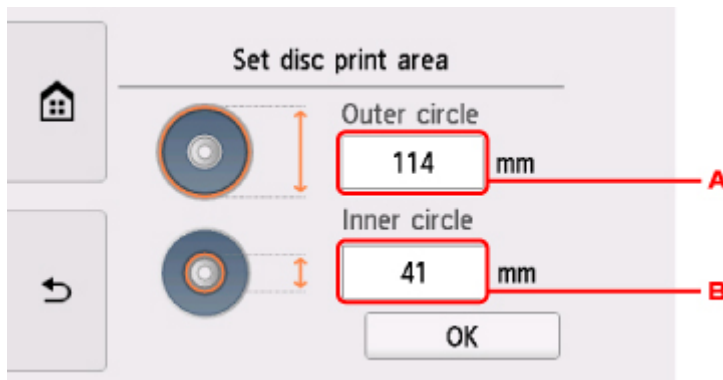 Set disc print area
Outer circle
114 mm
A
Inner circle
41 mm
B
OK